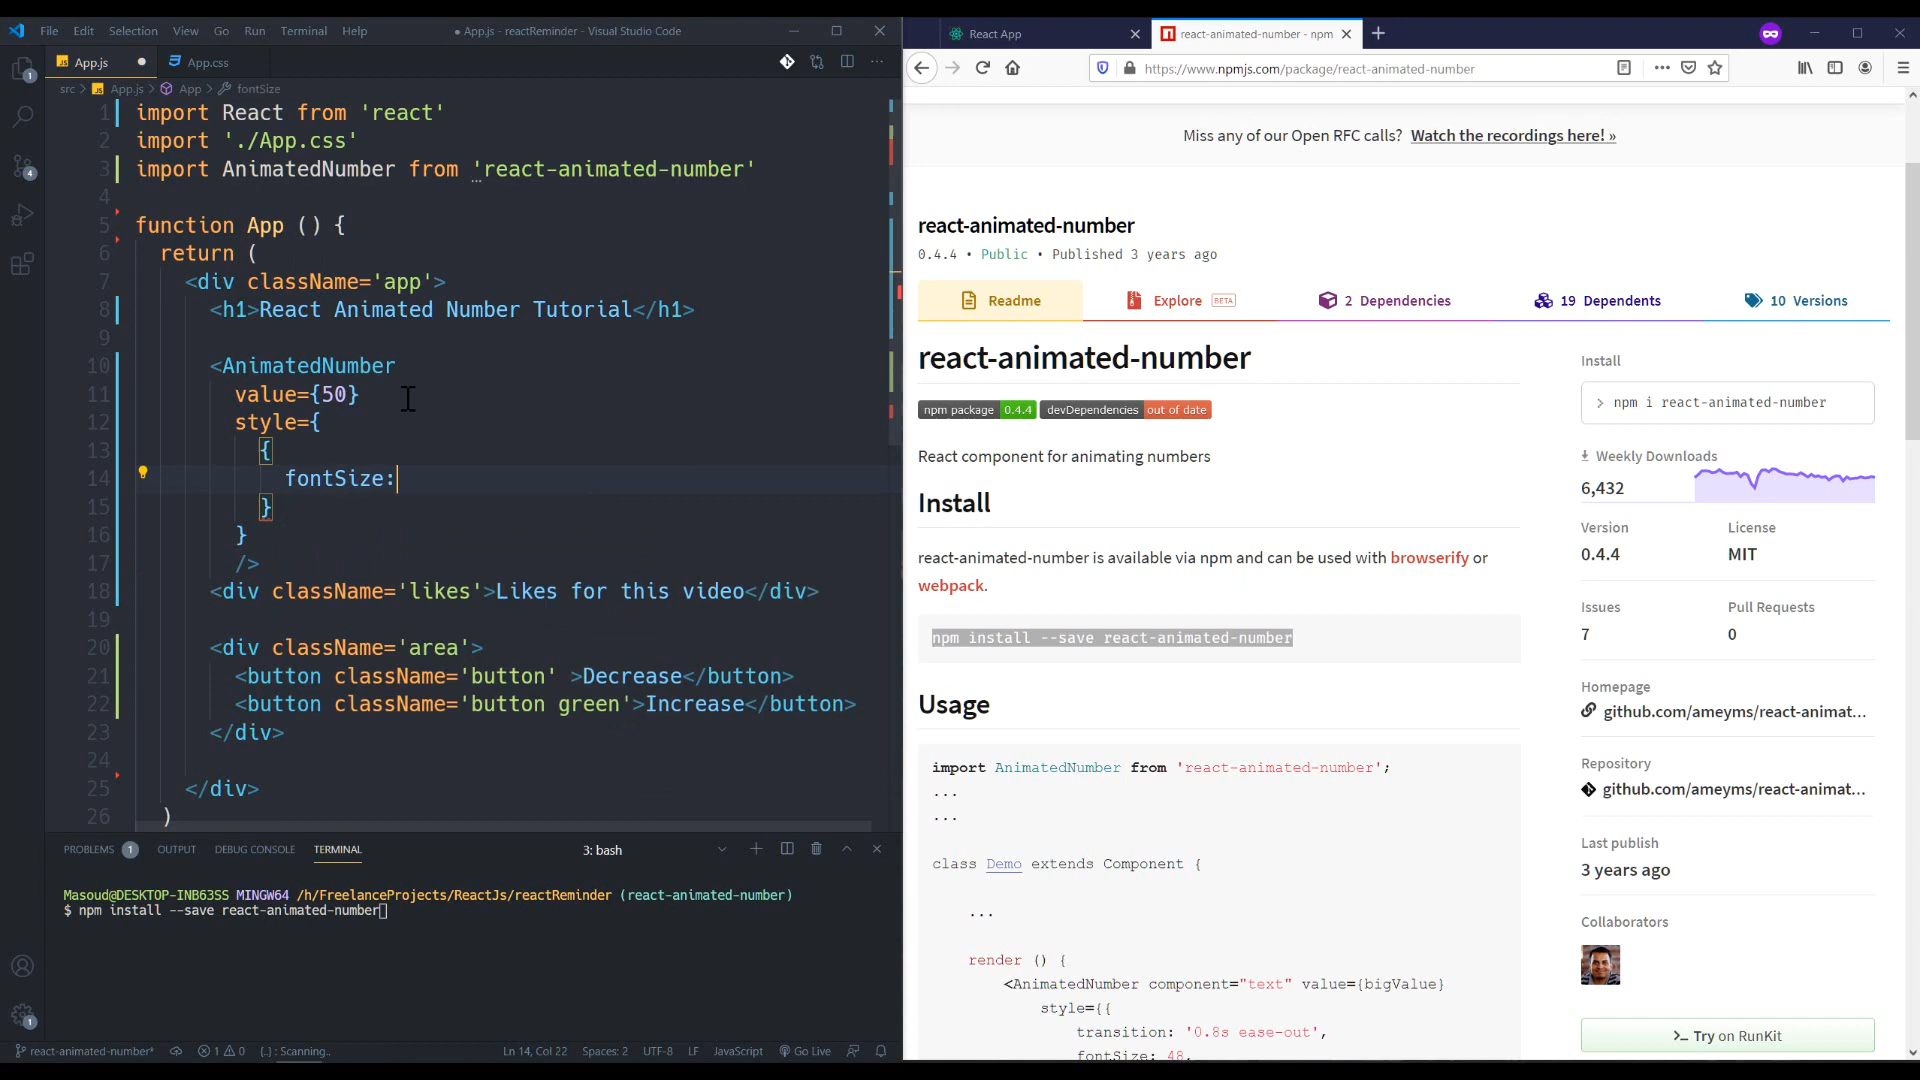 File Edit Selection View Go Run Terminal Help
● App.js - reactReminder - Visual Studio Code
App.js
App.css
src > App.js > App > fontSize
1 import React from 'react'
2 import './App.css'
3 import AnimatedNumber from 'react-animated-number'
4
5 function App () {
6 return (
7 <div className='app'>
8 <h1>React Animated Number Tutorial</h1>
9
10 <AnimatedNumber
11 value={50}
12 style={
13 {
14 fontSize:
15 }
16 }
17 />
18 <div className='likes'>Likes for this video</div>
19
20 <div className='area'>
21 <button className='button' >Decrease</button>
22 <button className='button green'>Increase</button>
23 </div>
24
25 </div>
26 )
PROBLEMS 1 OUTPUT DEBUG CONSOLE TERMINAL 3: bash
Masoud@DESKTOP-INB63SS MINGW64 /h/FreelanceProjects/ReactJs/reactReminder (react-animated-number)
$ npm install --save react-animated-number
1
4
1
react-animated-number* 1 0 {..} : Scanning.. Ln 14, Col 22 Spaces: 2 UTF-8 LF JavaScript Go Live
React App
react-animated-number - npm
https://www.npmjs.com/package/react-animated-number
Miss any of our Open RFC calls? Watch the recordings here! »
react-animated-number
0.4.4 • Public • Published 3 years ago
Readme
Explore BETA
2 Dependencies
19 Dependents
10 Versions
react-animated-number
npm package 0.4.4 devDependencies out of date
React component for animating numbers
Install
react-animated-number is available via npm and can be used with browserify or
webpack.
npm install --save react-animated-number
Usage
import AnimatedNumber from 'react-animated-number';
...
...
class Demo extends Component {
...
render () {
<AnimatedNumber component="text" value={bigValue}
style={{
transition: '0.8s ease-out',
fontSize: 48,
Install
> npm i react-animated-number
Weekly Downloads
6,432
Version
0.4.4
License
MIT
Issues
7
Pull Requests
0
Homepage
github.com/ameyms/react-animat...
Repository
github.com/ameyms/react-animat...
Last publish
3 years ago
Collaborators
Try on RunKit